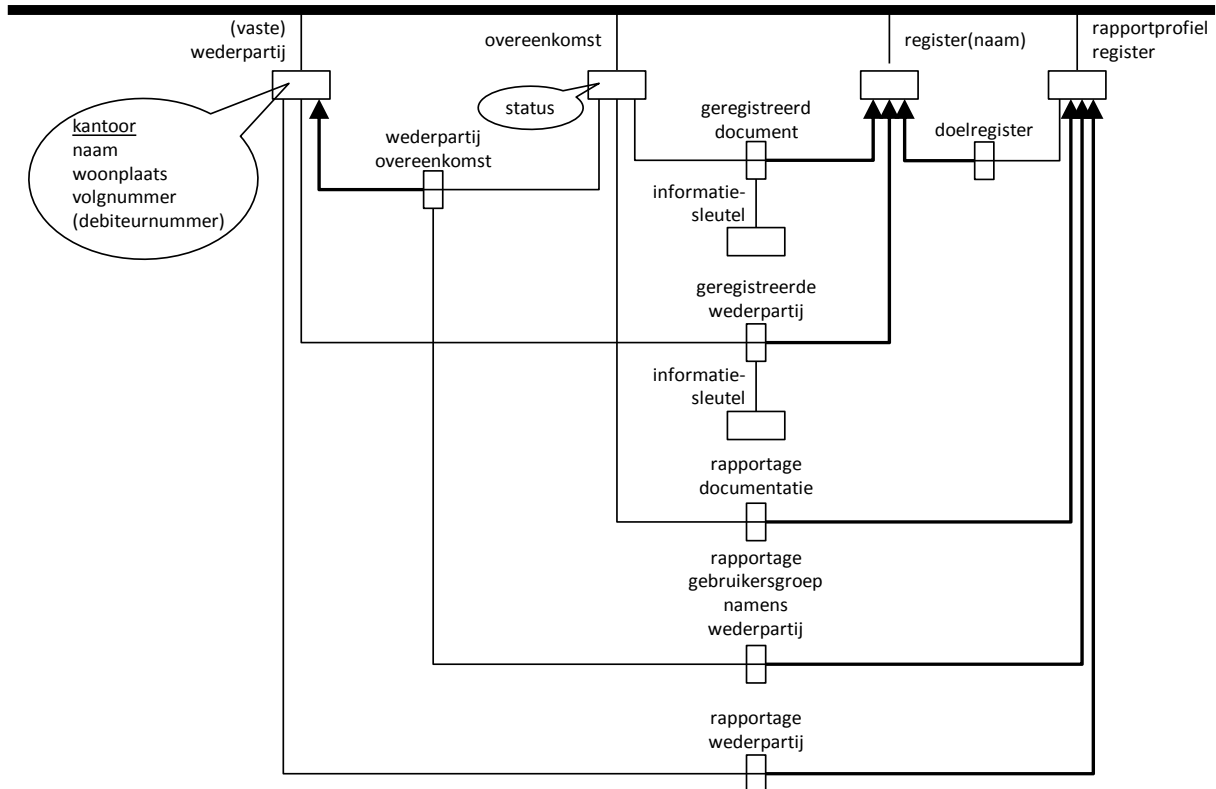 (vaste)
wederpartij
overeenkomst
register(naam)
rapportprofiel
register
kantoor
naam
woonplaats
volgnummer
(debiteurnummer)
status
wederpartij
overeenkomst
geregistreerd
document
doelregister
informatie-
sleutel
geregistreerde
wederpartij
informatie-
sleutel
rapportage
documentatie
rapportage
gebruikersgroep
namens
wederpartij
rapportage
wederpartij